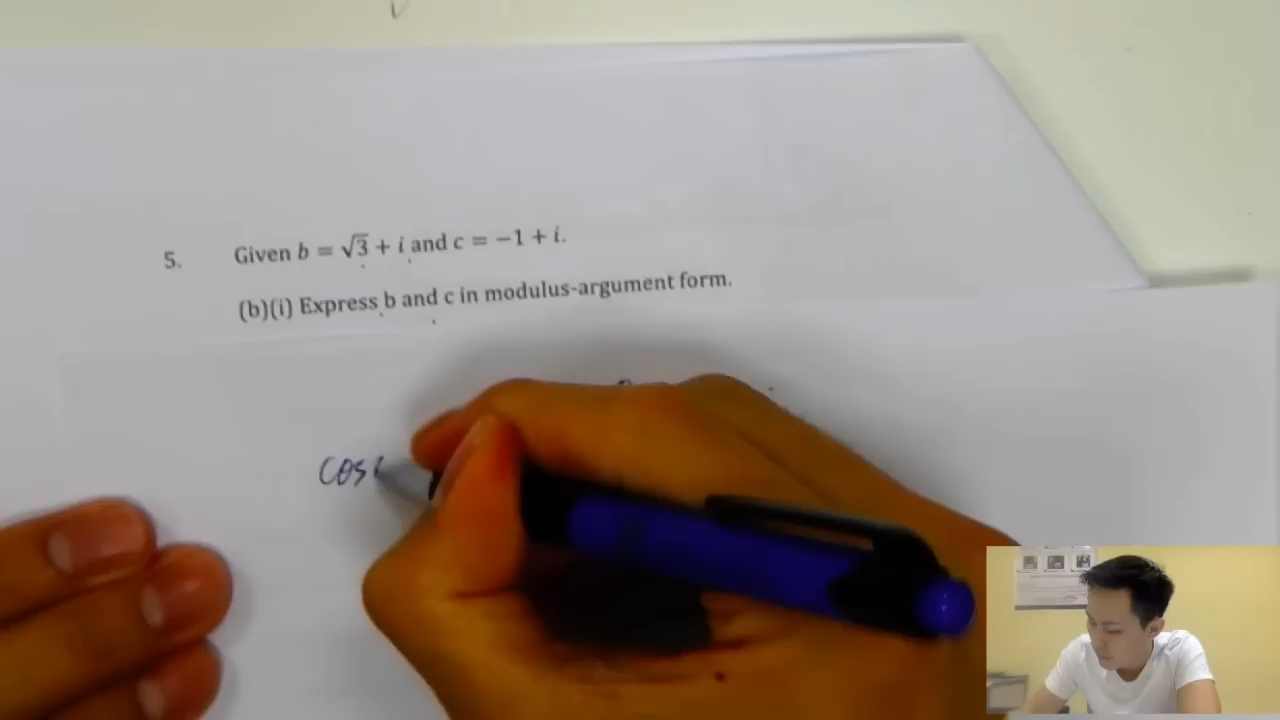 5. Given b = √3 + i and c = −1 + i.
(b)(i) Express b and c in modulus-argument form.
cos